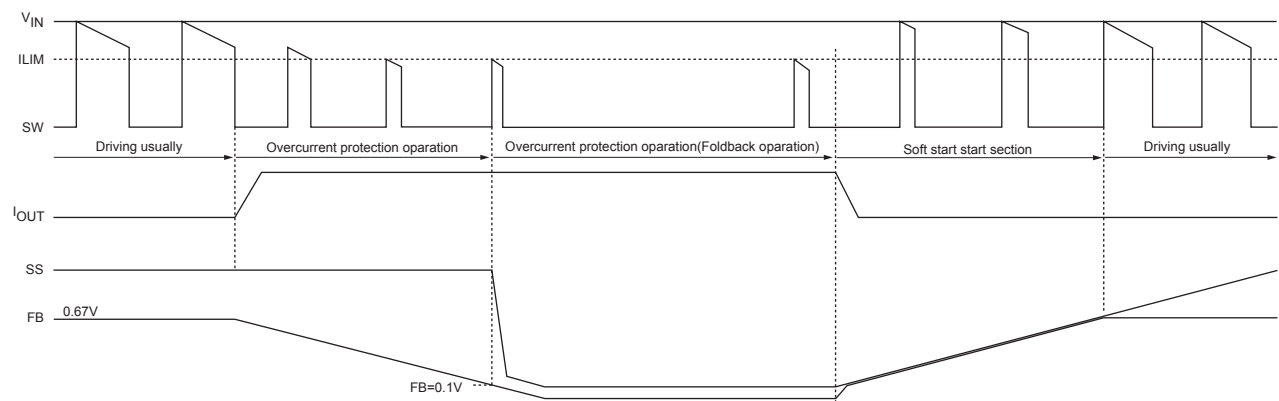 VIN
ILIM
SW
Driving usually
Overcurrent protection oparation
Overcurrent protection oparation(Foldback oparation)
Soft start start section
Driving usually
IOUT
SS
FB
0.67V
FB=0.1V